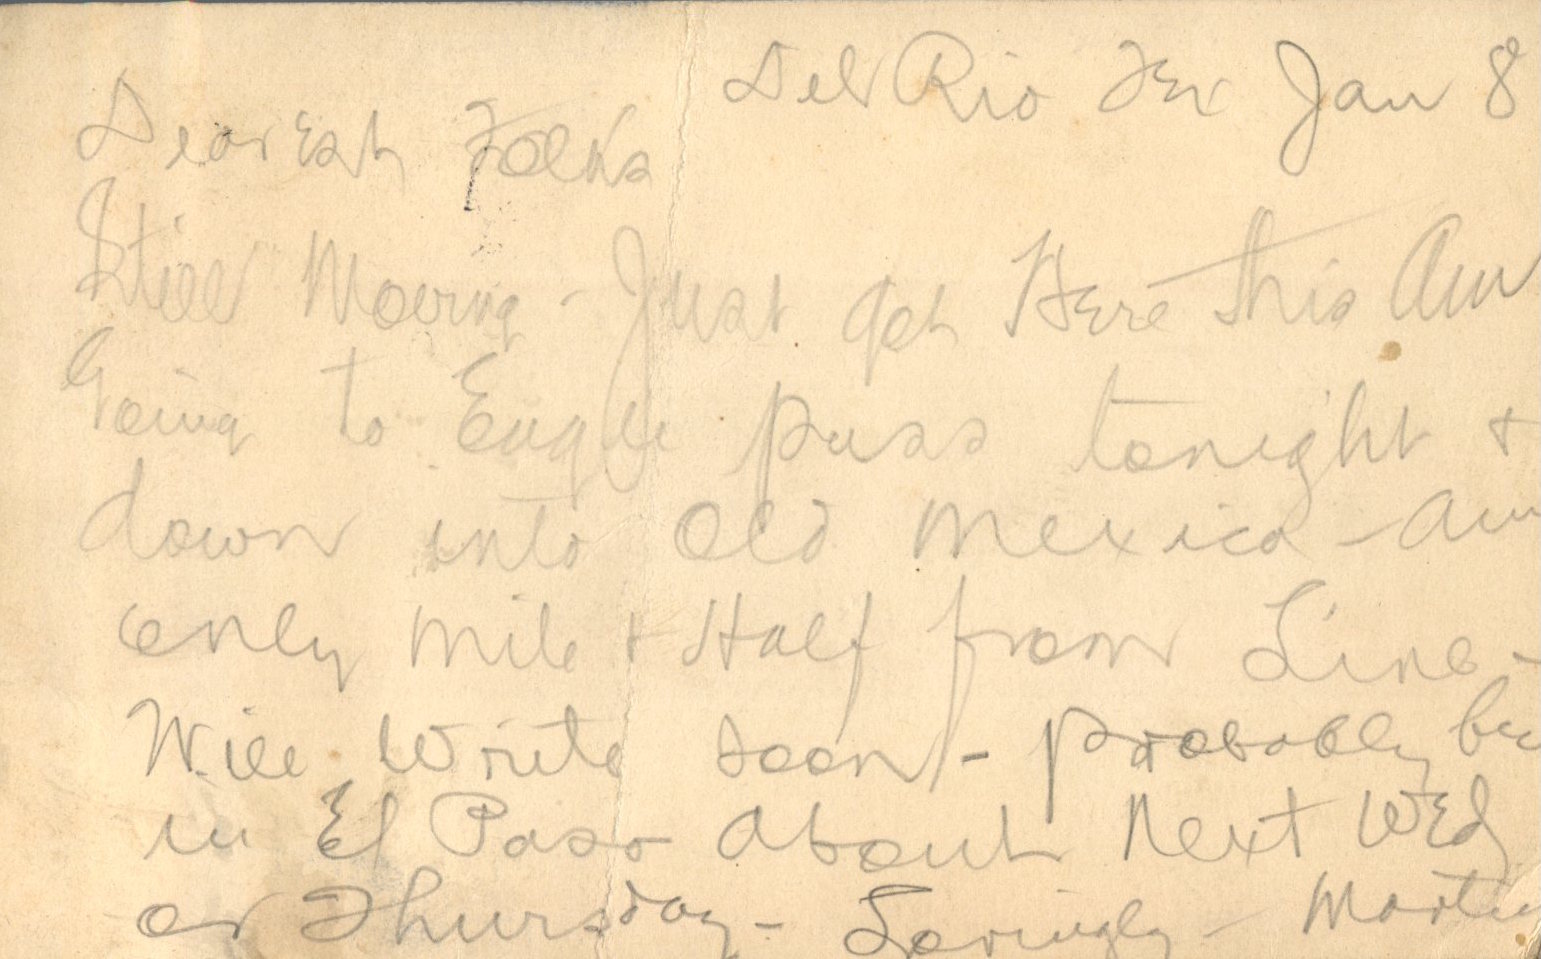 Del Rio Tex Jan 8
Dearest Folks
Still Moving - Just got Here this Am
Going to Eagle pass tonight +
down into Old Mexico - am
only mile + Half from Line -
Will Write soon - probably be
in El Paso About Next Wed
or Thursday - Lovingly - Martin